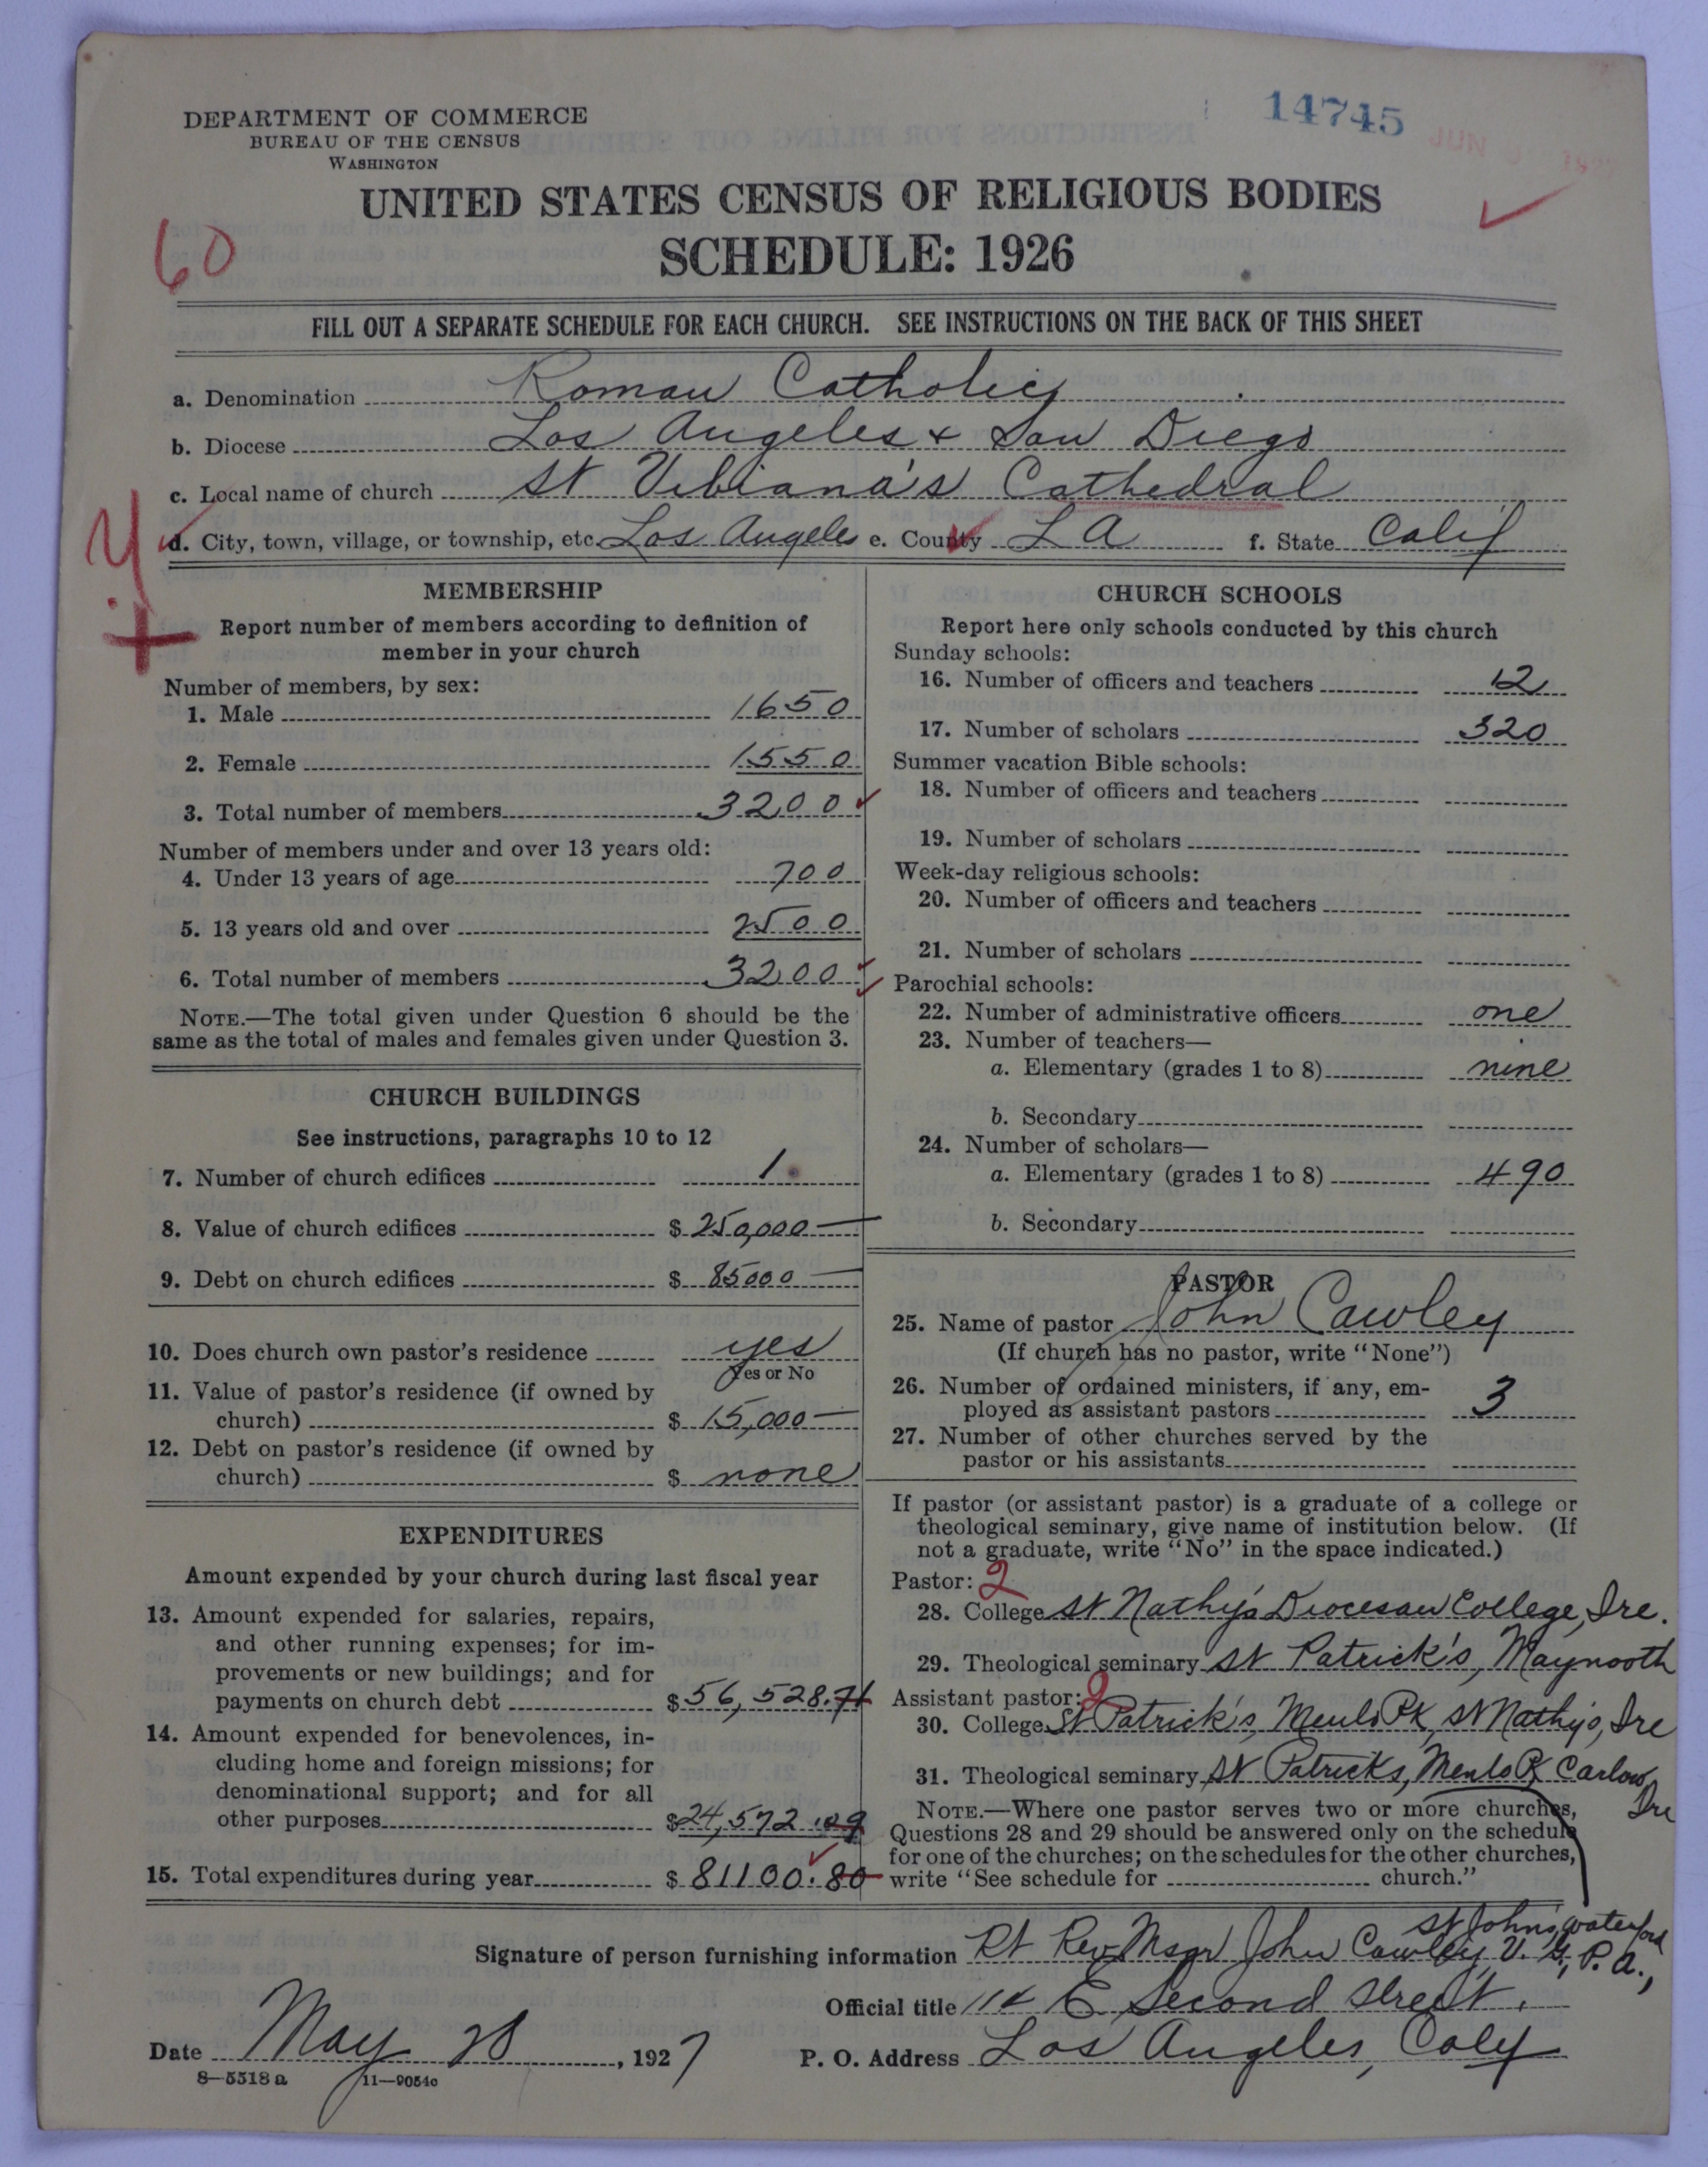 DEPARTMENT OF COMMERCE
BUREAU OF THE CENSUS
WASHINGTON
14745
JUN
UNITED STATES CENSUS OF RELIGIOUS BODIES
SCHEDULE: 1926
60
FILL OUT A SEPARATE SCHEDULE FOR EACH CHURCH. SEE INSTRUCTIONS ON THE BACK OF THIS SHEET
a. Denomination Roman Catholic
b. Diocese Los Angeles & San Diego
c. Local name of church St Vibiana's Cathedral
d. City, town, village, or township, etc. Los Angeles e. County L A f. State Calif
MEMBERSHIP
Report number of members according to definition of
member in your church
Number of members, by sex:
1. Male 1650
2. Female 1550
3. Total number of members 3200
Number of members under and over 13 years old:
4. Under 13 years of age 700
5. 13 years old and over 2500
6. Total number of members 3200
NOTE.—The total given under Question 6 should be the
same as the total of males and females given under Question 3.
CHURCH BUILDINGS
See instructions, paragraphs 10 to 12
7. Number of church edifices 1
8. Value of church edifices $ 250,000 —
9. Debt on church edifices $ 85000 —
10. Does church own pastor's residence yes
Yes or No
11. Value of pastor's residence (if owned by
church) $ 15,000 —
12. Debt on pastor's residence (if owned by
church) $ none
EXPENDITURES
Amount expended by your church during last fiscal year
13. Amount expended for salaries, repairs,
and other running expenses; for im-
provements or new buildings; and for
payments on church debt $ 56,528.71
14. Amount expended for benevolences, in-
cluding home and foreign missions; for
denominational support; and for all
other purposes $ 24,572.09
15. Total expenditures during year $ 81100.80
CHURCH SCHOOLS
Report here only schools conducted by this church
Sunday schools:
16. Number of officers and teachers 12
17. Number of scholars 320
Summer vacation Bible schools:
18. Number of officers and teachers
19. Number of scholars
Week-day religious schools:
20. Number of officers and teachers
21. Number of scholars
Parochial schools:
22. Number of administrative officers one
23. Number of teachers—
a. Elementary (grades 1 to 8) nine
b. Secondary
24. Number of scholars—
a. Elementary (grades 1 to 8) 490
b. Secondary
PASTOR
25. Name of pastor John Cawley
(If church has no pastor, write "None")
26. Number of ordained ministers, if any, em-
ployed as assistant pastors 3
27. Number of other churches served by the
pastor or his assistants
If pastor (or assistant pastor) is a graduate of a college or
theological seminary, give name of institution below. (If
not a graduate, write "No" in the space indicated.)
Pastor: 2
28. College St Nathy's Diocesan College, Ire.
29. Theological seminary St Patrick's, Maynooth
Assistant pastor: 2
30. College St Patrick's, Menlo Pk, St Nathy's, Ire
31. Theological seminary St Patricks, Menlo Pk Carlow, Ire
NOTE.—Where one pastor serves two or more churches,
Questions 28 and 29 should be answered only on the schedule
for one of the churches; on the schedules for the other churches,
write "See schedule for church."
St Johns, Waterford
Signature of person furnishing information Rt Rev Msgr John Cawley, V. G., P. A.,
Official title 114 E Second Street.
Date May 28, 1927 P. O. Address Los Angeles, Calif
8—5518 a 11—9054c